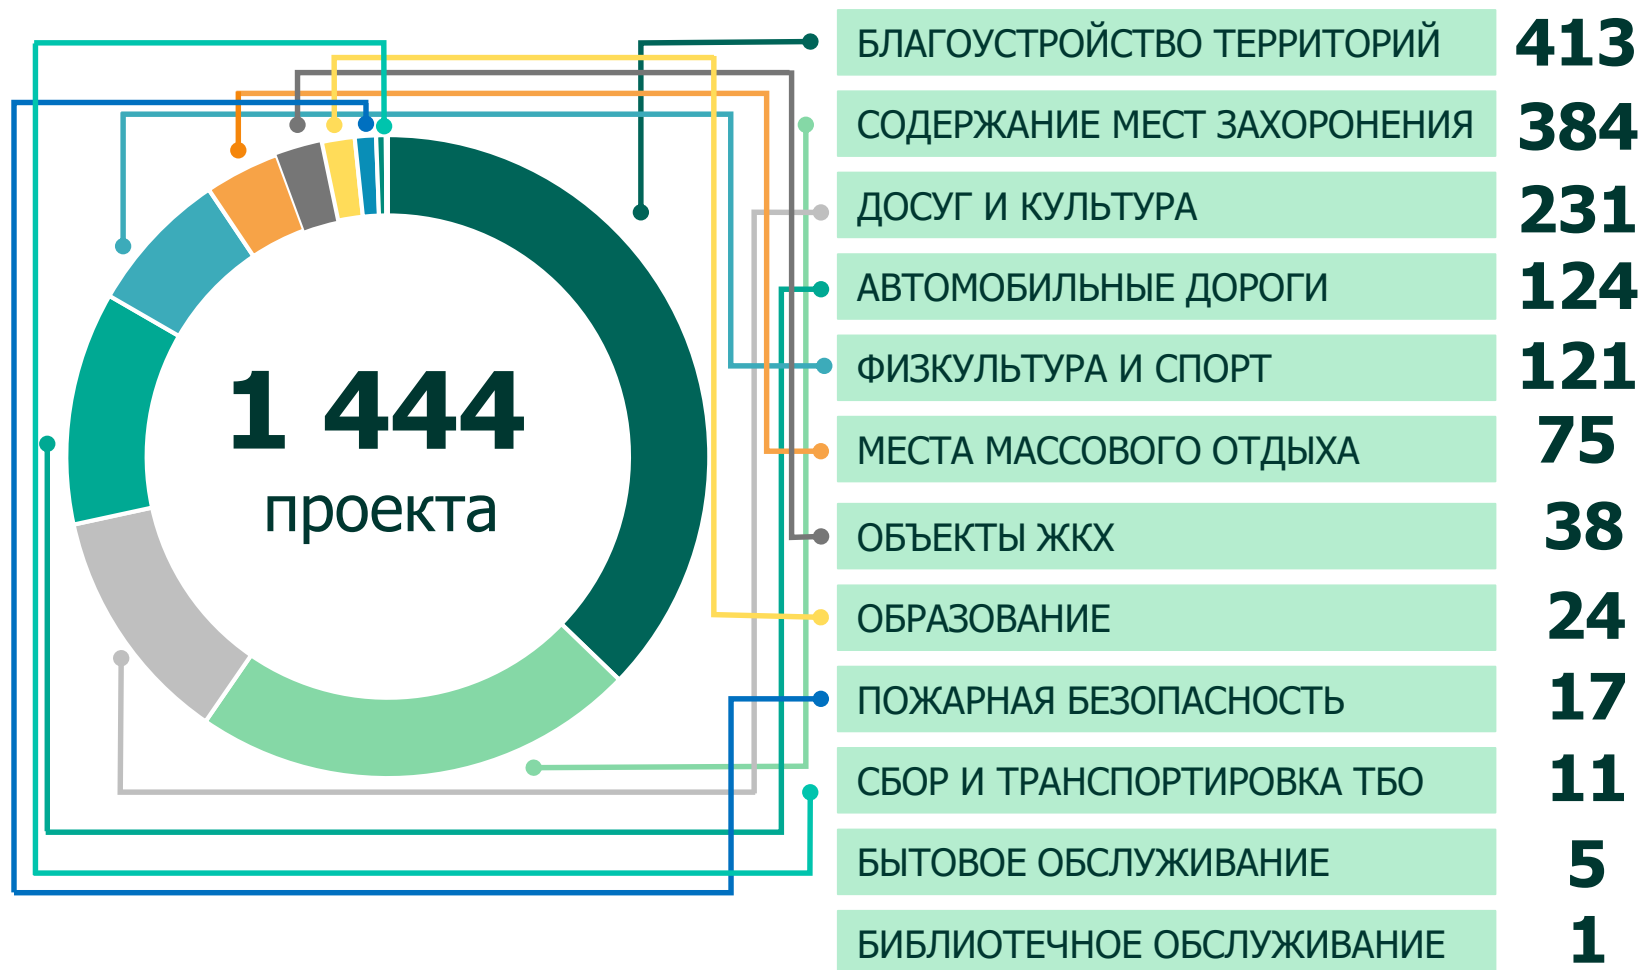 1 444
проекта
БЛАГОУСТРОЙСТВО ТЕРРИТОРИЙ 413
СОДЕРЖАНИЕ МЕСТ ЗАХОРОНЕНИЯ 384
ДОСУГ И КУЛЬТУРА 231
АВТОМОБИЛЬНЫЕ ДОРОГИ 124
ФИЗКУЛЬТУРА И СПОРТ 121
МЕСТА МАССОВОГО ОТДЫХА 75
ОБЪЕКТЫ ЖКХ 38
ОБРАЗОВАНИЕ 24
ПОЖАРНАЯ БЕЗОПАСНОСТЬ 17
СБОР И ТРАНСПОРТИРОВКА ТБО 11
БЫТОВОЕ ОБСЛУЖИВАНИЕ 5
БИБЛИОТЕЧНОЕ ОБСЛУЖИВАНИЕ 1